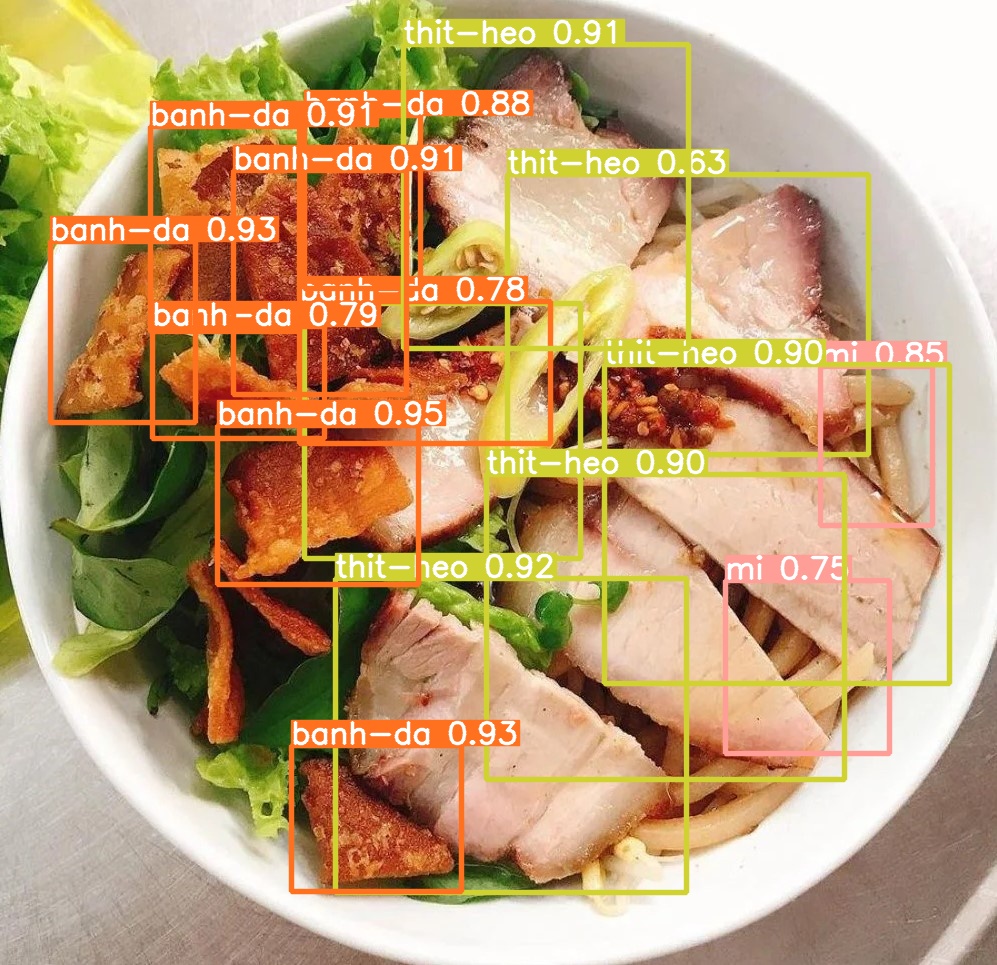 thit-heo 0.91
banh-da 0.88
banh-da 0.91
banh-da 0.91
thit-heo 0.63
banh-da 0.93
banh-da 0.78
banh-da 0.79
thit-heo 0.90
mi 0.85
banh-da 0.95
thit-heo 0.90
thit-heo 0.92
mi 0.75
banh-da 0.93